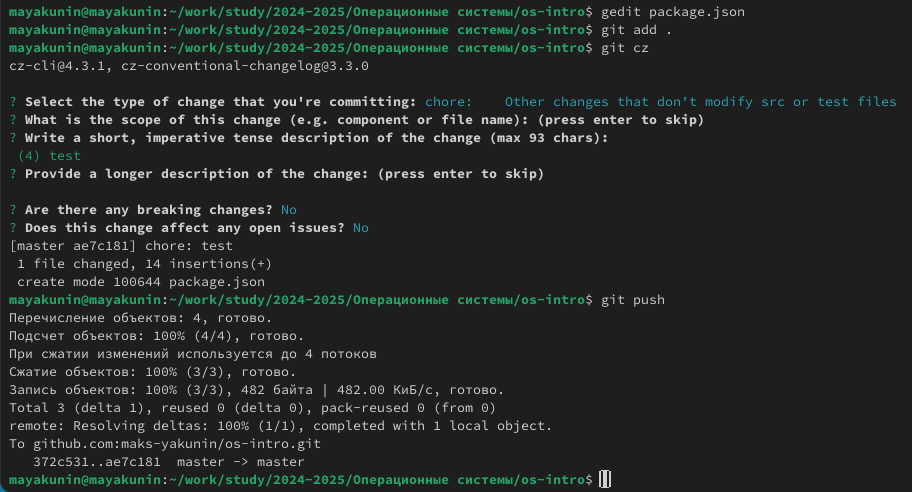 mayakunin@mayakunin:~/work/study/2024-2025/Операционные системы/os-intro$ gedit package.json
mayakunin@mayakunin:~/work/study/2024-2025/Операционные системы/os-intro$ git add .
mayakunin@mayakunin:~/work/study/2024-2025/Операционные системы/os-intro$ git cz
cz-cli@4.3.1, cz-conventional-changelog@3.3.0

? Select the type of change that you're committing: chore:    Other changes that don't modify src or test files
? What is the scope of this change (e.g. component or file name): (press enter to skip)
? Write a short, imperative tense description of the change (max 93 chars):
 (4) test
? Provide a longer description of the change: (press enter to skip)

? Are there any breaking changes? No
? Does this change affect any open issues? No
[master ae7c181] chore: test
 1 file changed, 14 insertions(+)
 create mode 100644 package.json
mayakunin@mayakunin:~/work/study/2024-2025/Операционные системы/os-intro$ git push
Перечисление объектов: 4, готово.
Подсчет объектов: 100% (4/4), готово.
При сжатии изменений используется до 4 потоков
Сжатие объектов: 100% (3/3), готово.
Запись объектов: 100% (3/3), 482 байта | 482.00 КиБ/с, готово.
Total 3 (delta 1), reused 0 (delta 0), pack-reused 0 (from 0)
remote: Resolving deltas: 100% (1/1), completed with 1 local object.
To github.com:maks-yakunin/os-intro.git
   372c531..ae7c181  master -> master
mayakunin@mayakunin:~/work/study/2024-2025/Операционные системы/os-intro$